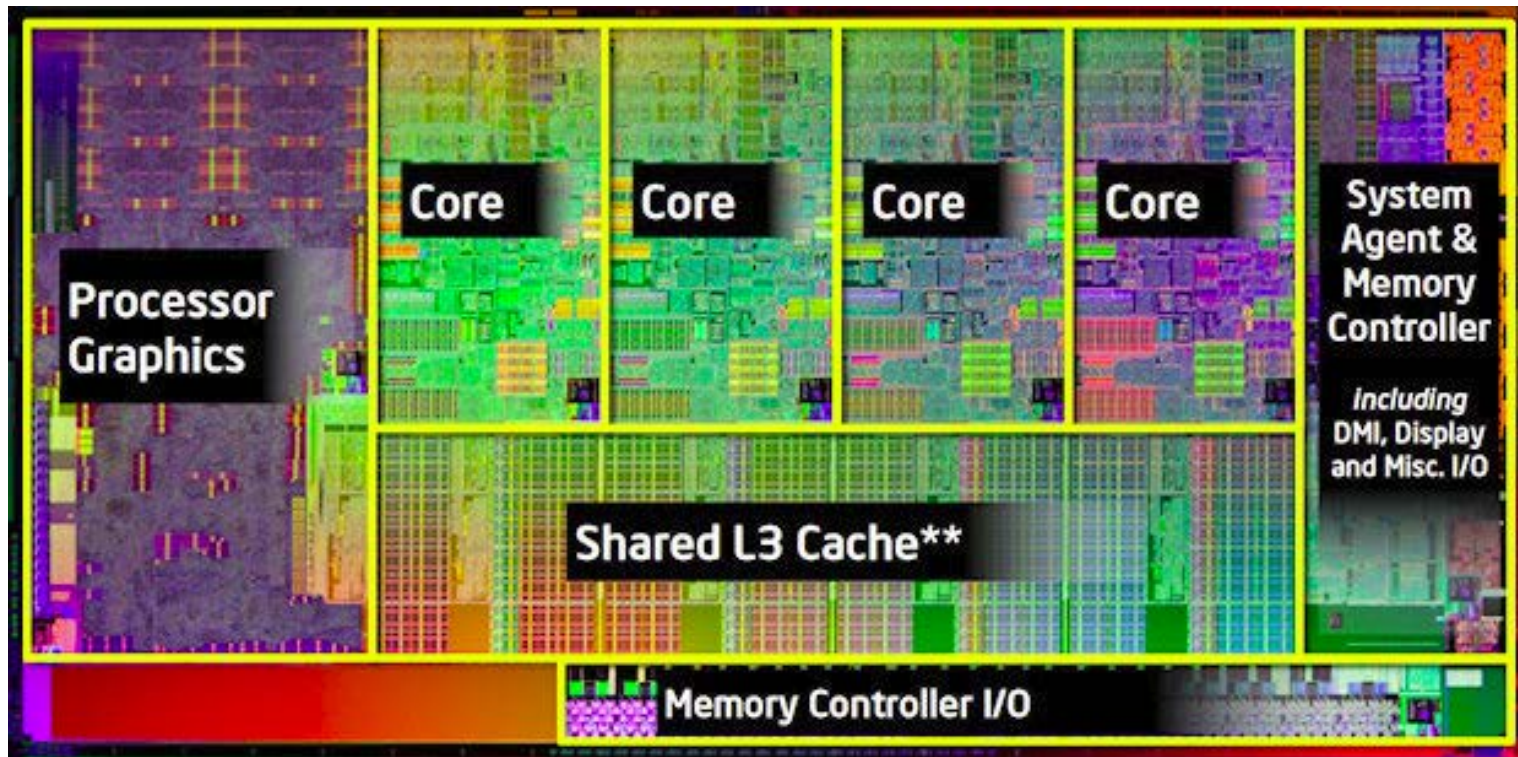 Processor
Graphics
Core
Core
Core
Core
System
Agent &
Memory
Controller
including
DMI, Display
and Misc. I/O
Shared L3 Cache**
Memory Controller I/O